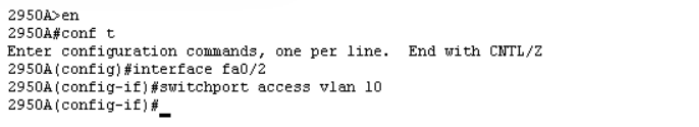 2950A>en
2950A#conf t
Enter configuration commands, one per line.  End with CNTL/Z
2950A(config)#interface fa0/2
2950A(config-if)#switchport access vlan 10
2950A(config-if)#